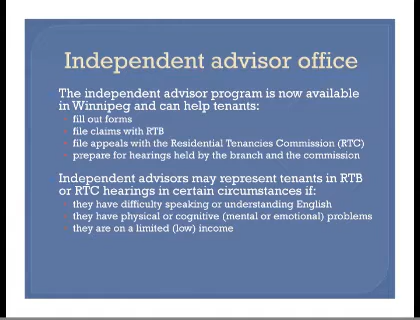 Independent advisor office
The independent advisor program is now available
in Winnipeg and can help tenants:
fill out forms
file claims with RTB
file appeals with the Residential Tenancies Commission (RTC)
prepare for hearings held by the branch and the commission
Independent advisors may represent tenants in RTB
or RTC hearings in certain circumstances if:
they have difficulty speaking or understanding English
they have physical or cognitive (mental or emotional) problems
they are on a limited (low) income